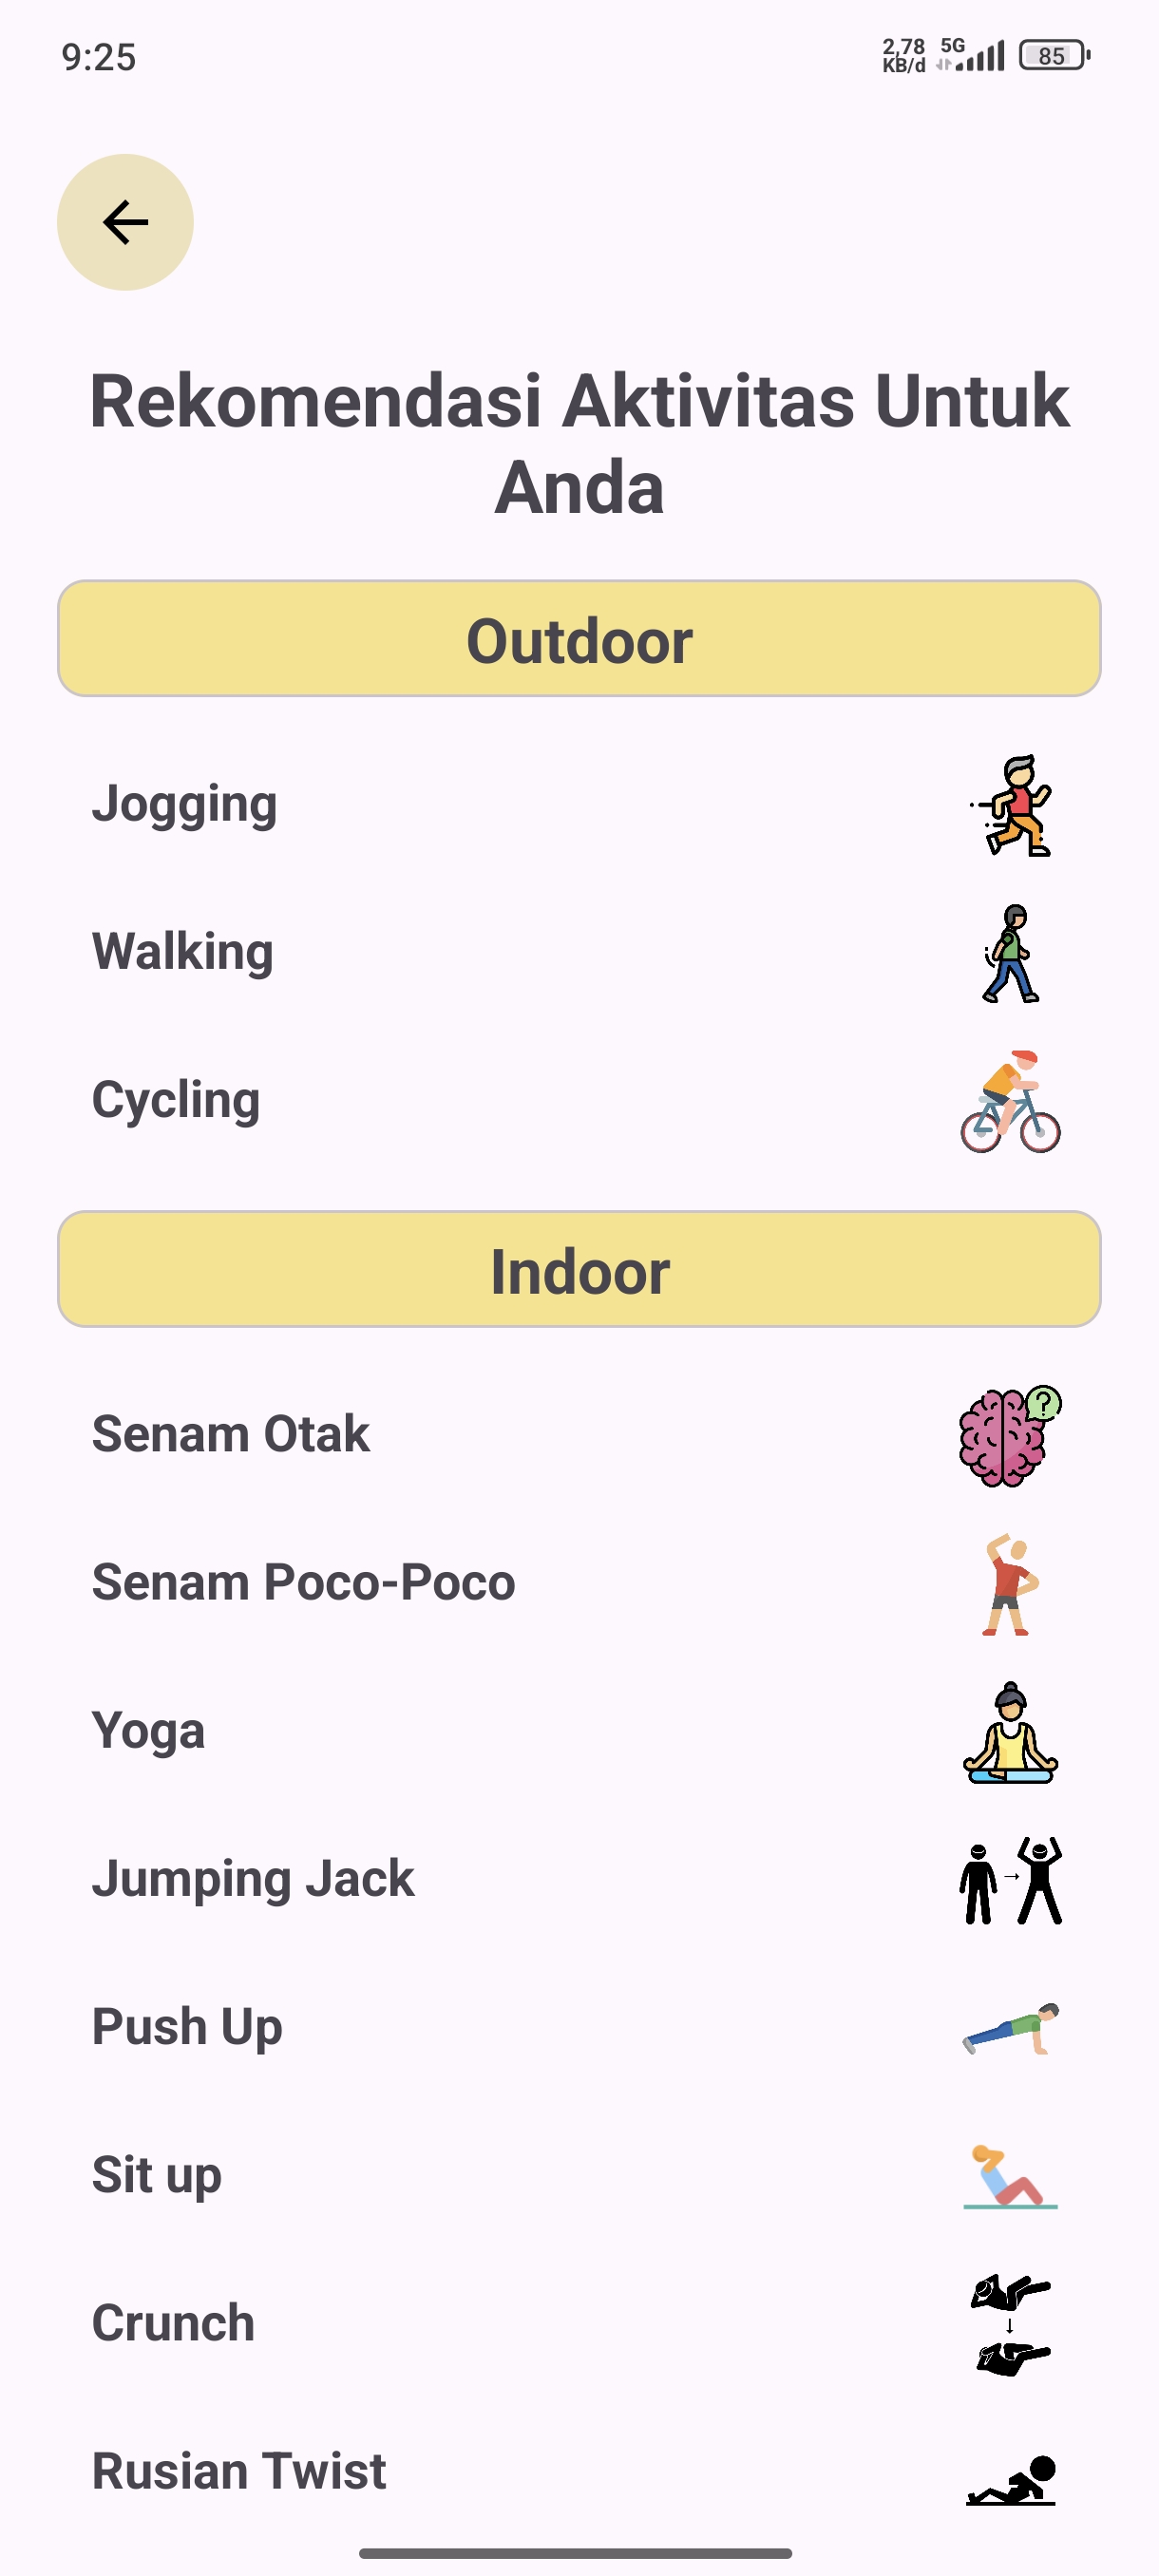 9:25
2,78 5G
KB/d
85
Rekomendasi Aktivitas Untuk
Anda
Outdoor
Jogging
Walking
Cycling
Indoor
Senam Otak
?
Senam Poco-Poco
Yoga
Jumping Jack
Push Up
Sit up
Crunch
Rusian Twist